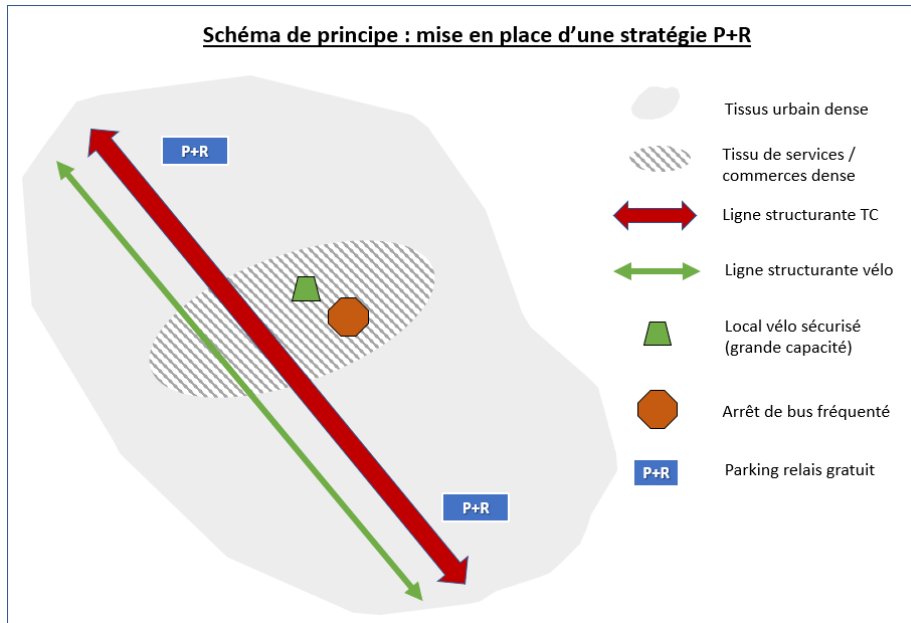 Schéma de principe : mise en place d'une stratégie P+R
P+R
P+R
Tissus urbain dense
Tissu de services /
commerces dense
Ligne structurante TC
Ligne structurante vélo
Local vélo sécurisé
(grande capacité)
Arrêt de bus fréquenté
P+R
Parking relais gratuit